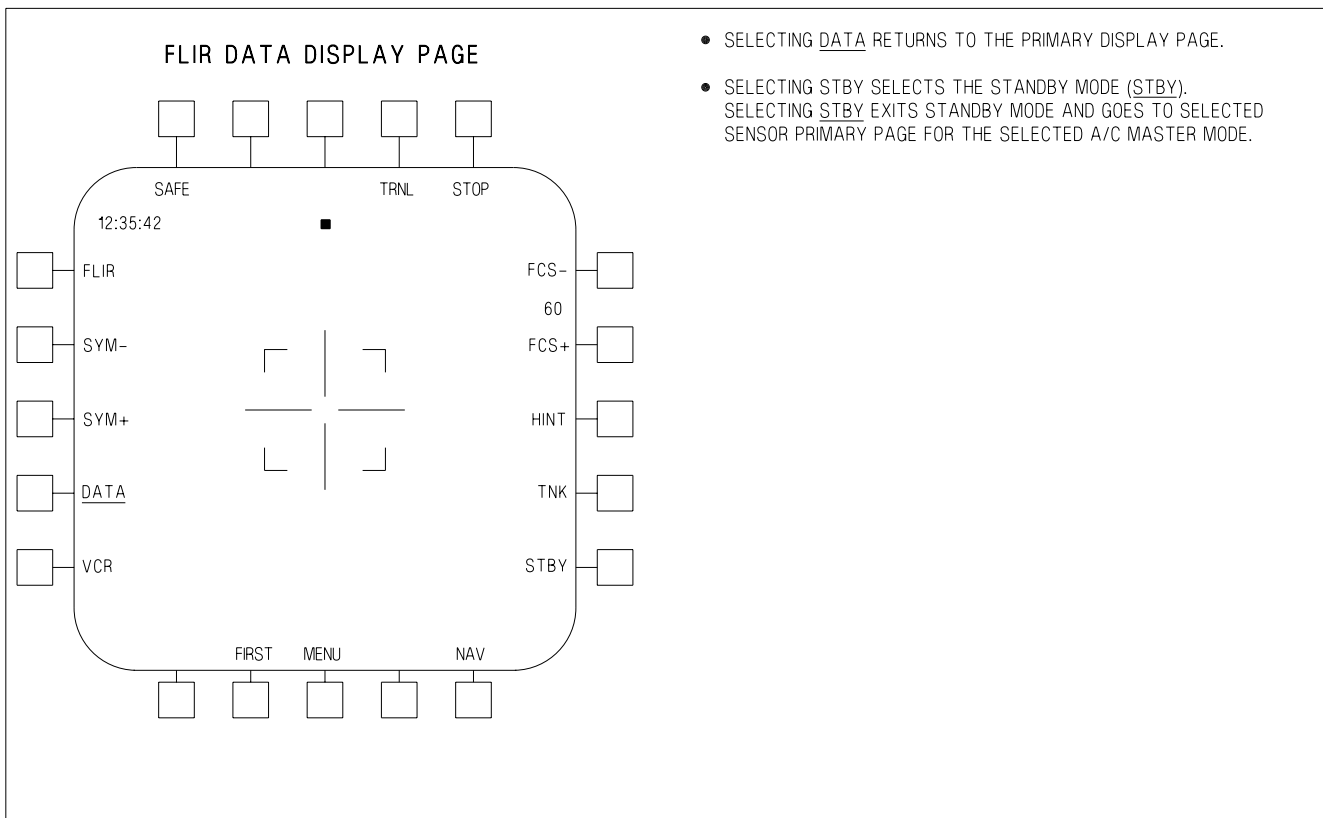 FLIR DATA DISPLAY PAGE
SAFE TRNL STOP
12:35:42
FLIR FCS-
60
SYM- FCS+
SYM+ HINT
DATA TNK
VCR STBY
FIRST MENU NAV
• SELECTING DATA RETURNS TO THE PRIMARY DISPLAY PAGE.
• SELECTING STBY SELECTS THE STANDBY MODE (STBY).
SELECTING STBY EXITS STANDBY MODE AND GOES TO SELECTED
SENSOR PRIMARY PAGE FOR THE SELECTED A/C MASTER MODE.